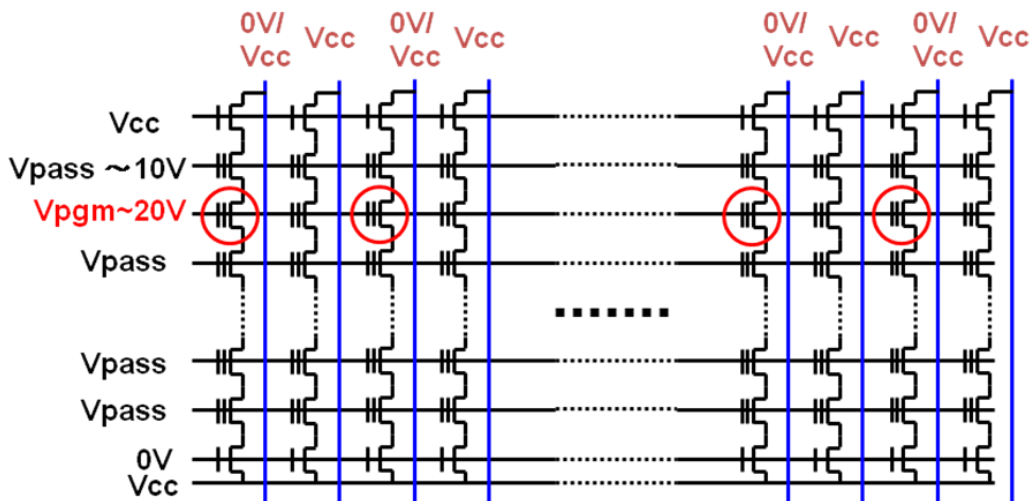 0V/ Vcc 0V/ Vcc 0V/ Vcc 0V/ Vcc
Vcc Vcc Vcc Vcc
Vcc
Vpass ~10V
Vpgm~20V
Vpass
Vpass
Vpass
0V
Vcc